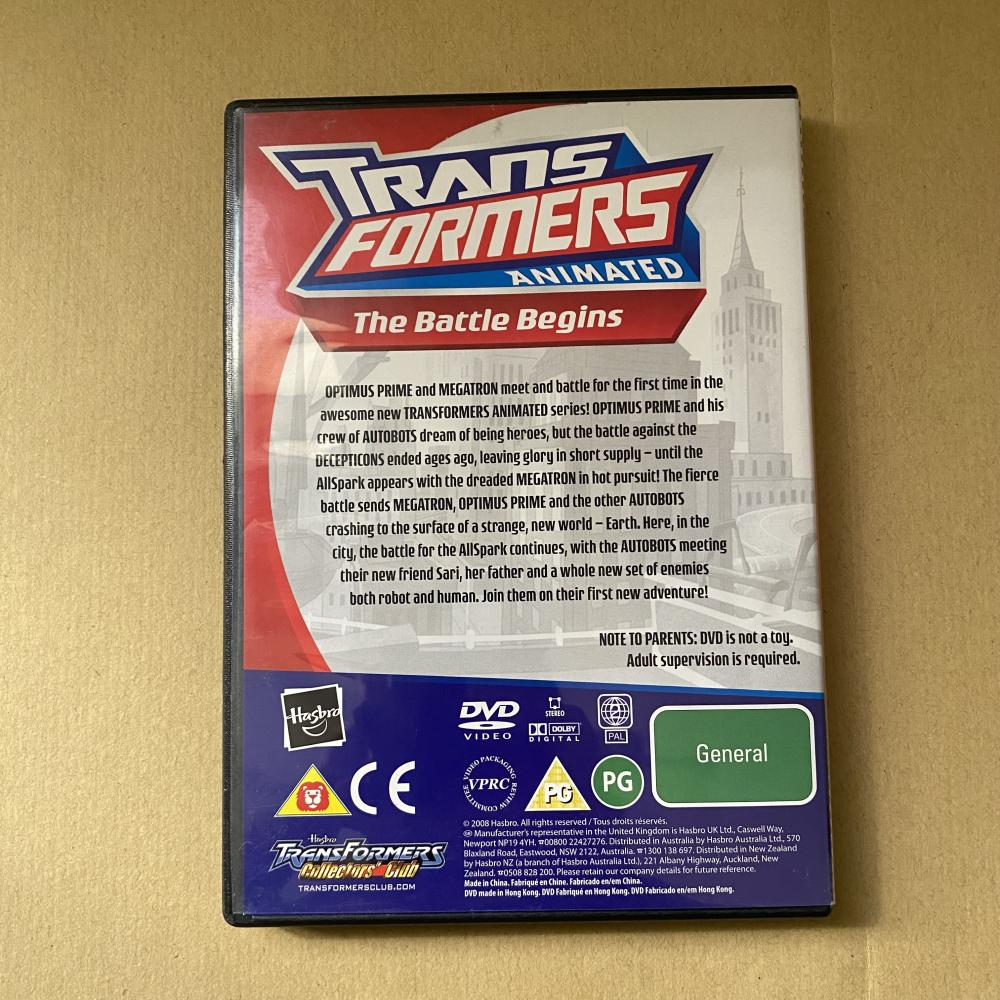 TRANS
FORMERS
ANIMATED
The Battle Begins
OPTIMUS PRIME and MEGATRON meet and battle for the first time in the
awesome new TRANSFORMERS ANIMATED series! OPTIMUS PRIME and his
crew of AUTOBOTS dream of being heroes, but the battle against the
DECEPTICONS ended ages ago, leaving glory in short supply – until the
AllSpark appears with the dreaded MEGATRON in hot pursuit! The fierce
battle sends MEGATRON, OPTIMUS PRIME and the other AUTOBOTS
crashing to the surface of a strange, new world – Earth. Here, in the
city, the battle for the AllSpark continues, with the AUTOBOTS meeting
their new friend Sari, her father and a whole new set of enemies
both robot and human. Join them on their first new adventure!
NOTE TO PARENTS: DVD is not a toy.
Adult supervision is required.
Hasbro
DVD
VIDEO
STEREO
DOLBY
DIGITAL
2
PAL
General
CE
VIDEO PACKAGING REVIEW COMMITTEE
VPRC
PG
PG
Hasbro
TRANSFORMERS
Collectors' Club
TRANSFORMERSCLUB.COM
© 2008 Hasbro. All rights reserved / Tous droits réservés.
Manufacturer's representative in the United Kingdom is Hasbro UK Ltd., Caswell Way,
Newport NP19 4YH. ☎00800 22427276. Distributed in Australia by Hasbro Australia Ltd., 570
Blaxland Road, Eastwood, NSW 2122, Australia. ☎1300 138 697. Distributed in New Zealand
by Hasbro NZ (a branch of Hasbro Australia Ltd.), 221 Albany Highway, Auckland, New
Zealand. ☎0508 828 200. Please retain our company details for future reference.
Made in China. Fabriqué en Chine. Fabricado en/em China.
DVD made in Hong Kong. DVD Fabriqué en Hong Kong. DVD Fabricado en/em Hong Kong.